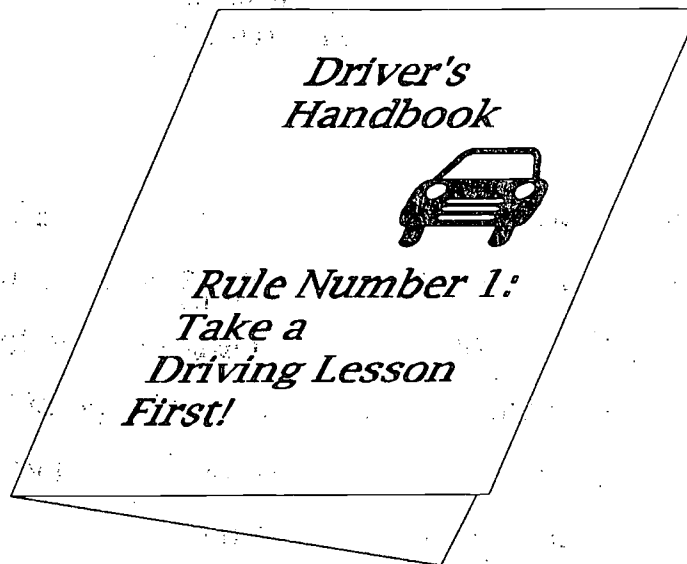 Driver's
Handbook
Rule Number 1:
Take a
Driving Lesson
First!